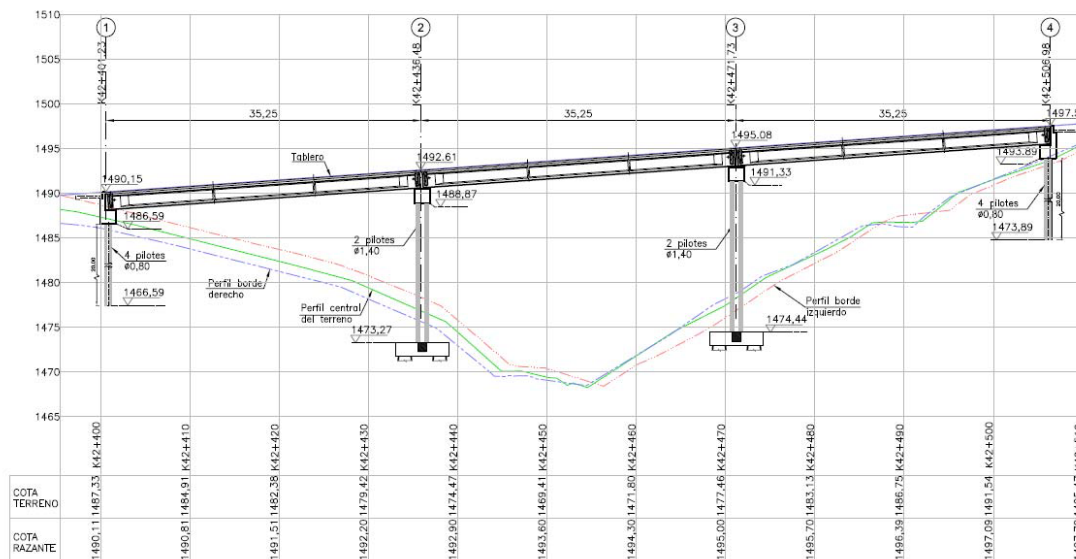 1510
1505
1500
1495
1490
1485
1480
1475
1470
1465
1
2
3
4
K42+401,23
K42+436,48
K42+471,73
K42+506,98
35,25
35,25
35,25
Tablero
1490,15
1492.61
1495.08
1497.5
1486,59
1488,87
1491,33
1493.89
4 pilotes
ø0,80
2 pilotes
ø1,40
2 pilotes
ø1,40
4 pilotes
ø0,80
1466,59
1473,27
1474,44
1473,89
Perfil borde
derecho
Perfil central
del terreno
Perfil borde
izquierdo
K42+400
K42+410
K42+420
K42+430
K42+440
K42+450
K42+460
K42+470
K42+480
K42+490
K42+500
COTA
TERRENO
1487,33
1484,91
1482,38
1479,42
1474,47
1469,41
1471,80
1477,46
1483,13
1486,75
1491,54
COTA
RAZANTE
1490,11
1490,81
1491,51
1492,20
1492,90
1493,60
1494,30
1495,00
1495,70
1496,39
1497,09